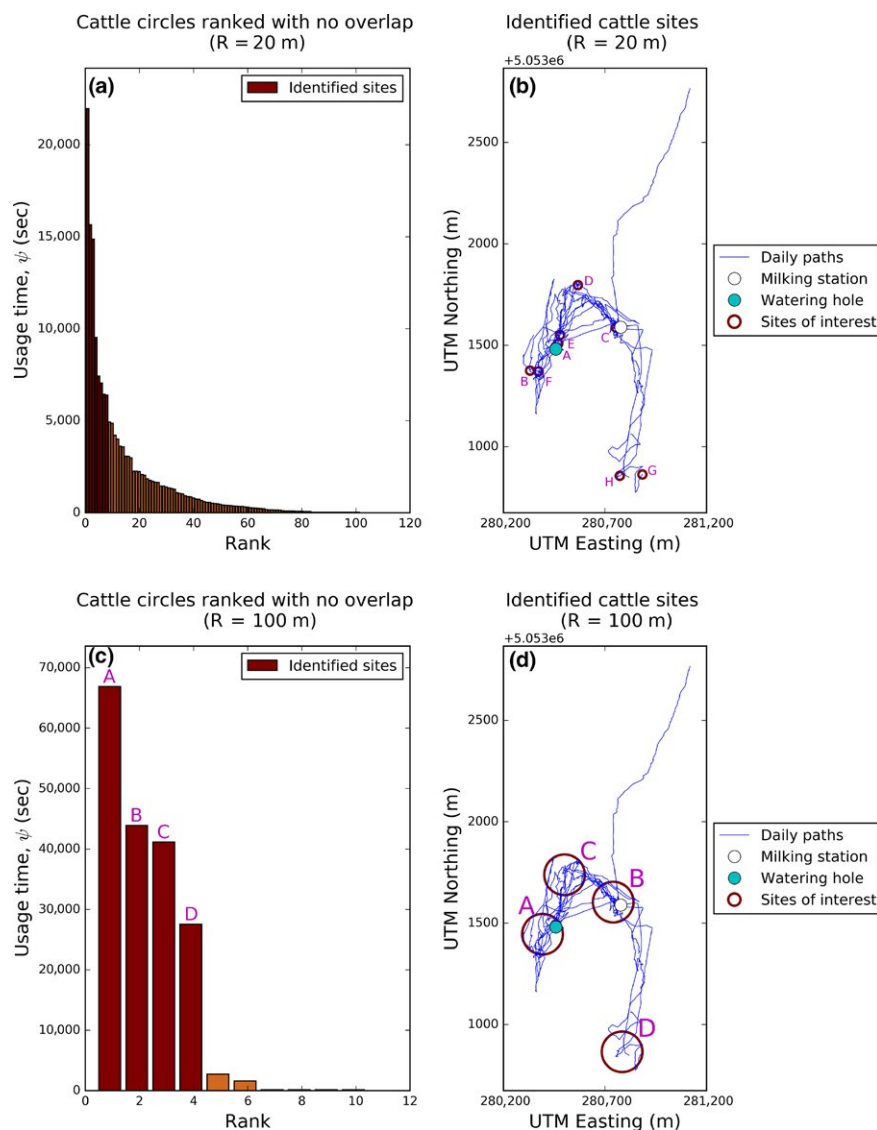 Cattle circles ranked with no overlap
(R = 20 m)
(a)
Identified sites
20,000
15,000
10,000
5,000
0
Usage time, ψ (sec)
0 20 40 60 80 100 120
Rank
Identified cattle sites
(R = 20 m)
+5.053e6
(b)
2500
2000
1500
1000
UTM Northing (m)
D
C
E
A
B
F
G
H
280,200 280,700 281,200
UTM Easting (m)
Daily paths
Milking station
Watering hole
Sites of interest
Cattle circles ranked with no overlap
(R = 100 m)
(c)
Identified sites
70,000
60,000
50,000
40,000
30,000
20,000
10,000
0
Usage time, ψ (sec)
A
B
C
D
0 2 4 6 8 10 12
Rank
Identified cattle sites
(R = 100 m)
+5.053e6
(d)
2500
2000
1500
1000
UTM Northing (m)
C
B
A
D
280,200 280,700 281,200
UTM Easting (m)
Daily paths
Milking station
Watering hole
Sites of interest